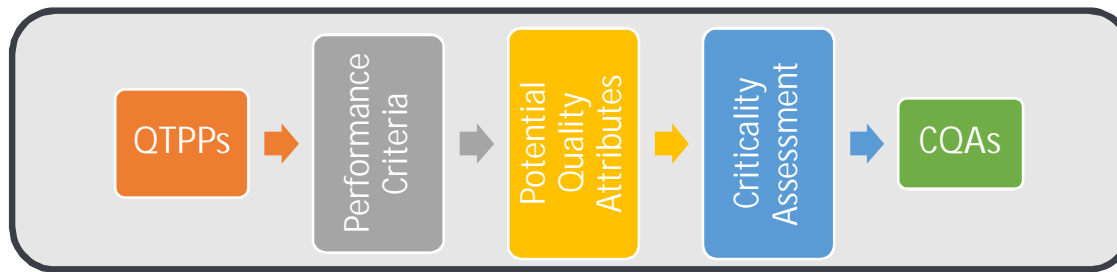 QTPPs
Performance
Criteria
Potential
Quality
Attributes
Criticality
Assessment
CQAs